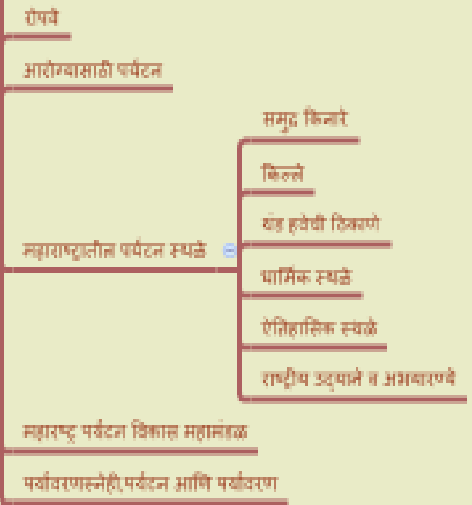 रोपवे
आरोग्यासाठी पर्यटन
समुद्र किनारे
किल्ले
थंड हवेची ठिकाणे
महाराष्ट्रातील पर्यटन स्थळे
धार्मिक स्थळे
ऐतिहासिक स्थळे
राष्ट्रीय उद्याने व अभयारण्ये
महाराष्ट्र पर्यटन विकास महामंडळ
पर्यावरणस्नेही,पर्यटन आणि पर्यावरण